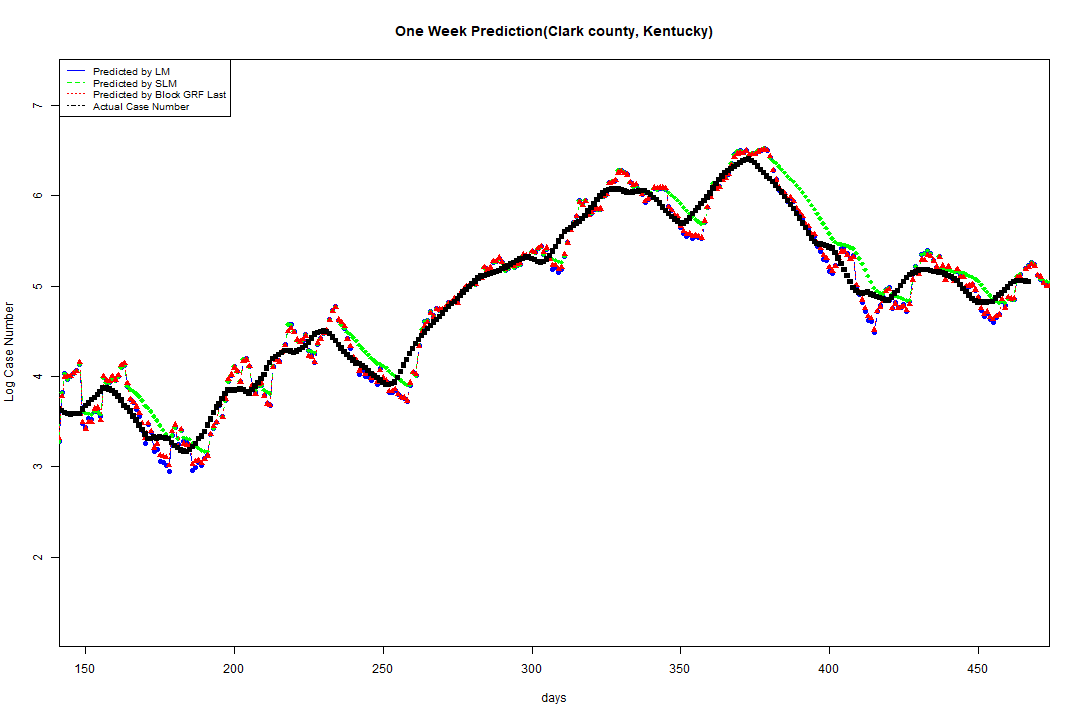 One Week Prediction(Clark county, Kentucky)
Predicted by LM
Predicted by SLM
Predicted by Block GRF Last
Actual Case Number
7
6
5
4
3
2
Log Case Number
150 200 250 300 350 400 450
days